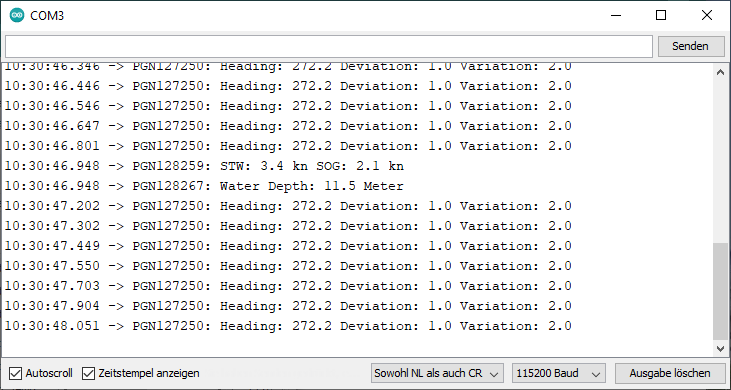 COM3
Senden
10:30:46.346 -> PGN127250: Heading: 272.2 Deviation: 1.0 Variation: 2.0
10:30:46.446 -> PGN127250: Heading: 272.2 Deviation: 1.0 Variation: 2.0
10:30:46.546 -> PGN127250: Heading: 272.2 Deviation: 1.0 Variation: 2.0
10:30:46.647 -> PGN127250: Heading: 272.2 Deviation: 1.0 Variation: 2.0
10:30:46.801 -> PGN127250: Heading: 272.2 Deviation: 1.0 Variation: 2.0
10:30:46.948 -> PGN128259: STW: 3.4 kn SOG: 2.1 kn
10:30:46.948 -> PGN128267: Water Depth: 11.5 Meter
10:30:47.202 -> PGN127250: Heading: 272.2 Deviation: 1.0 Variation: 2.0
10:30:47.302 -> PGN127250: Heading: 272.2 Deviation: 1.0 Variation: 2.0
10:30:47.449 -> PGN127250: Heading: 272.2 Deviation: 1.0 Variation: 2.0
10:30:47.550 -> PGN127250: Heading: 272.2 Deviation: 1.0 Variation: 2.0
10:30:47.703 -> PGN127250: Heading: 272.2 Deviation: 1.0 Variation: 2.0
10:30:47.904 -> PGN127250: Heading: 272.2 Deviation: 1.0 Variation: 2.0
10:30:48.051 -> PGN127250: Heading: 272.2 Deviation: 1.0 Variation: 2.0
Autoscroll Zeitstempel anzeigen Sowohl NL als auch CR 115200 Baud Ausgabe löschen